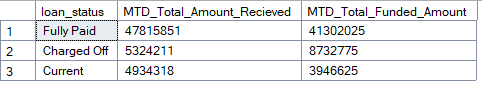 loan_status MTD_Total_Amount_Recieved MTD_Total_Funded_Amount
1 Fully Paid 47815851 41302025
2 Charged Off 5324211 8732775
3 Current 4934318 3946625